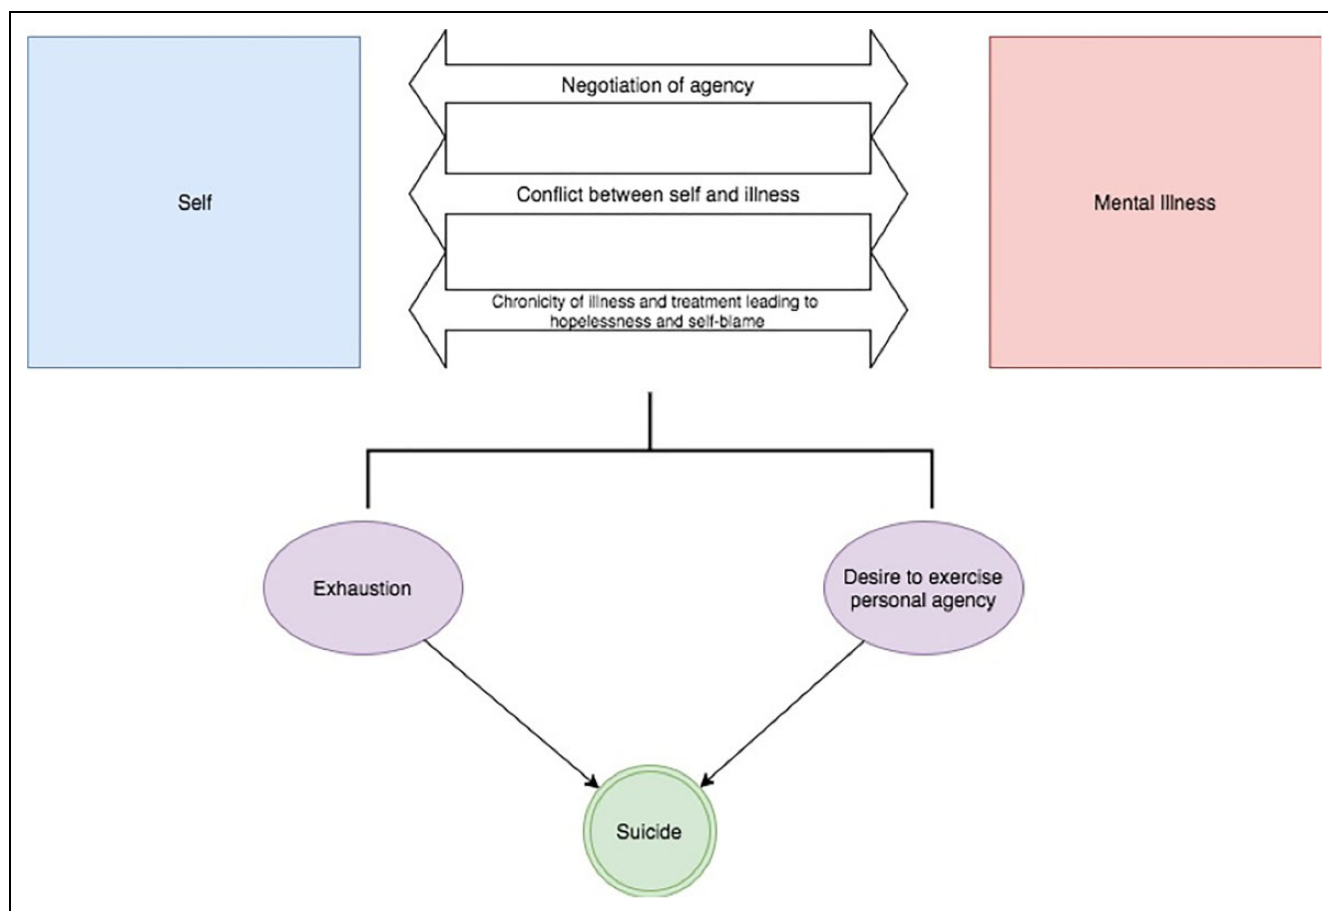 Negotiation of agency
Self
Conflict between self and illness
Mental Illness
Chronicity of illness and treatment leading to
hopelessness and self-blame
Exhaustion
Desire to exercise
personal agency
Suicide